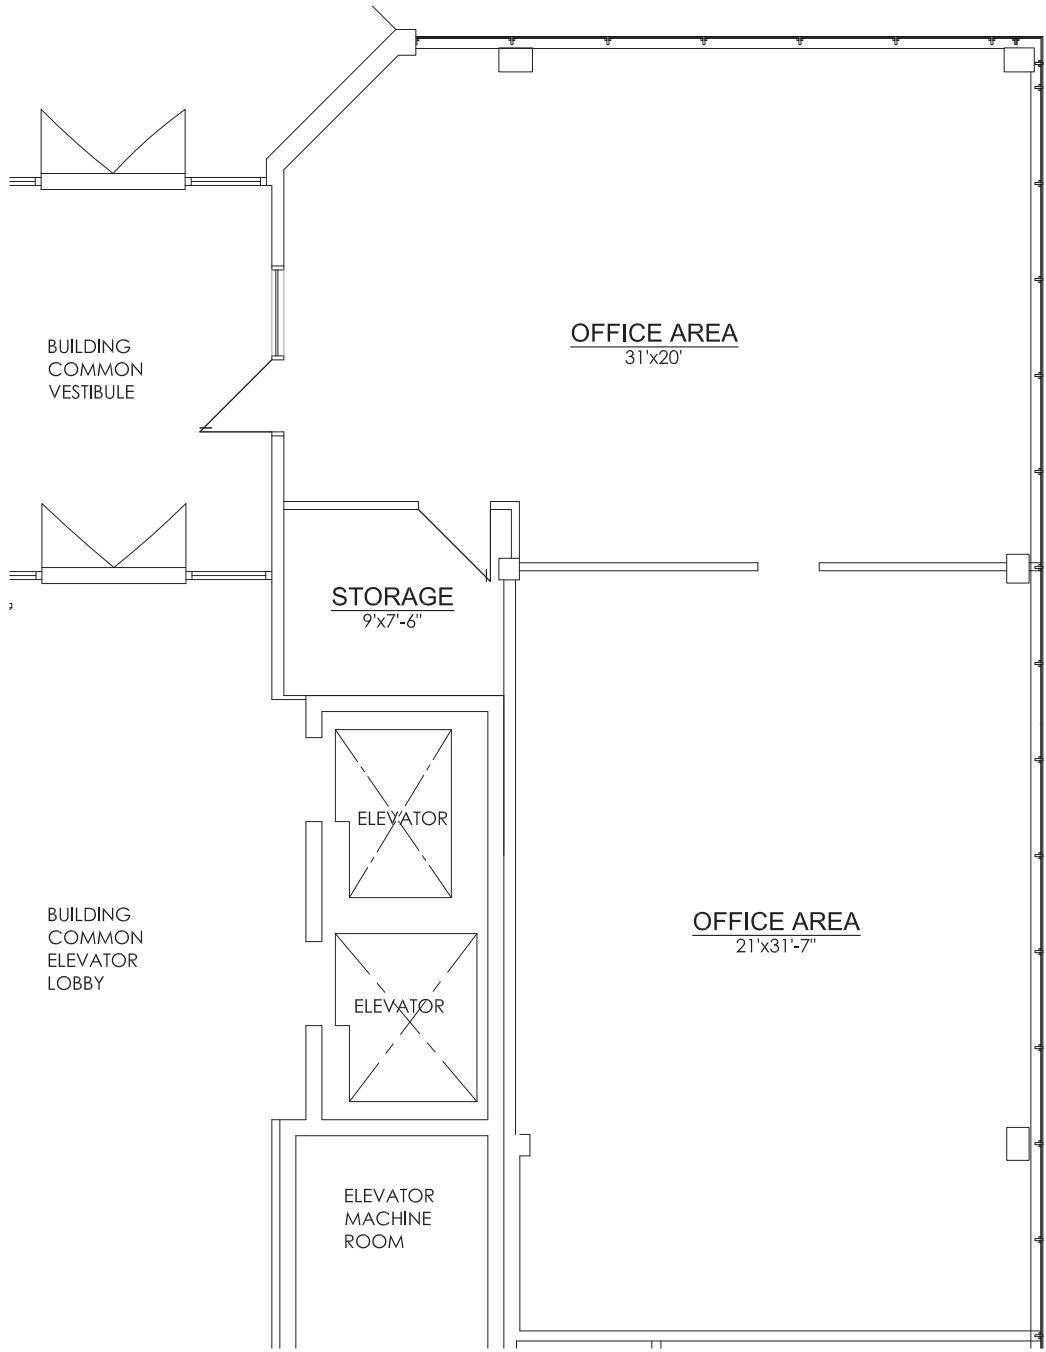 OFFICE AREA
31'x20'
BUILDING
COMMON
VESTIBULE
STORAGE
9'x7'-6"
ELEVATOR
BUILDING
COMMON
ELEVATOR
LOBBY
OFFICE AREA
21'x31'-7"
ELEVATOR
ELEVATOR
MACHINE
ROOM